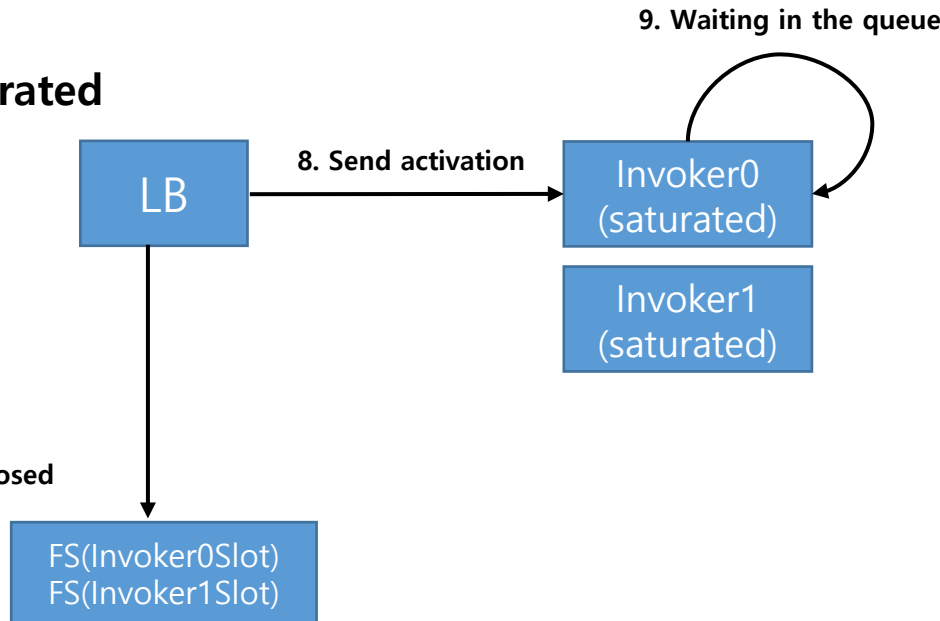 9. Waiting in the queue
rated
8. Send activation
LB
Invoker0
(saturated)
Invoker1
(saturated)
osed
FS(Invoker0Slot)
FS(Invoker1Slot)